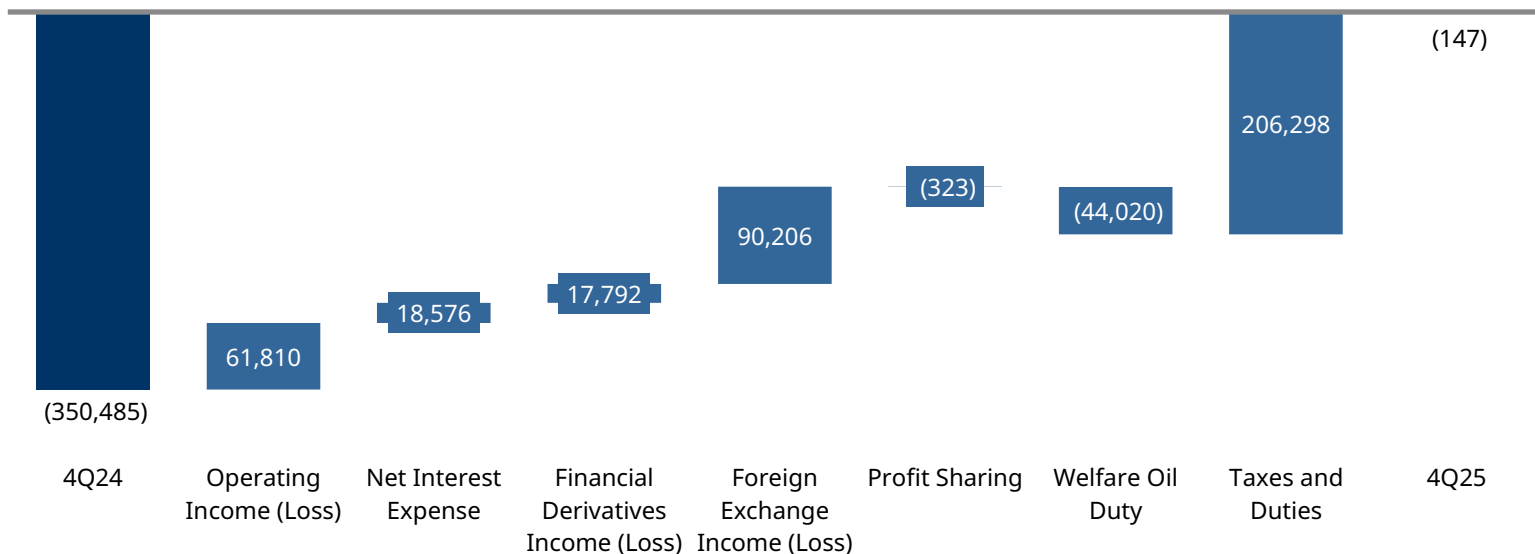 (147)
206,298
(323)
(44,020)
90,206
17,792
18,576
61,810
(350,485)
4Q24
Operating
Income (Loss)
Net Interest
Expense
Financial
Derivatives
Income (Loss)
Foreign
Exchange
Income (Loss)
Profit Sharing
Welfare Oil
Duty
Taxes and
Duties
4Q25